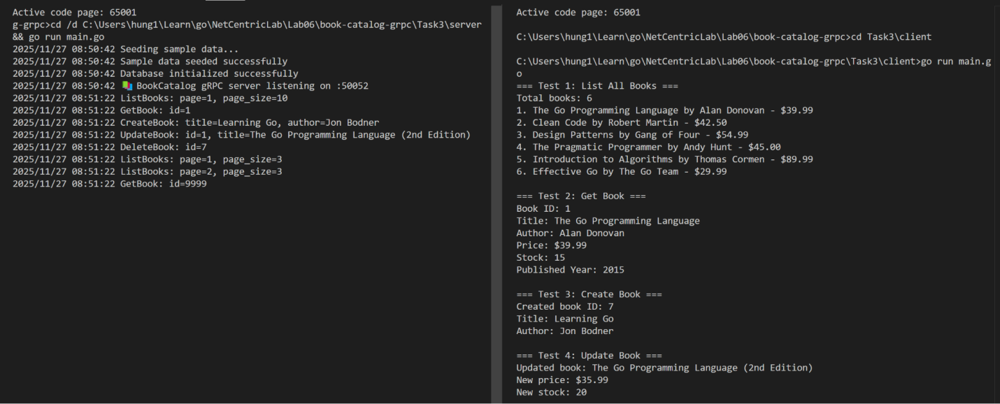 Active code page: 65001
g-grpc>cd /d C:\Users\hung1\Learn\go\NetCentricLab\Lab06\book-catalog-grpc\Task3\server
&& go run main.go
2025/11/27 08:50:42 Seeding sample data...
2025/11/27 08:50:42 Sample data seeded successfully
2025/11/27 08:50:42 Database initialized successfully
2025/11/27 08:50:42 📚 BookCatalog gRPC server listening on :50052
2025/11/27 08:51:22 ListBooks: page=1, page_size=10
2025/11/27 08:51:22 GetBook: id=1
2025/11/27 08:51:22 CreateBook: title=Learning Go, author=Jon Bodner
2025/11/27 08:51:22 UpdateBook: id=1, title=The Go Programming Language (2nd Edition)
2025/11/27 08:51:22 DeleteBook: id=7
2025/11/27 08:51:22 ListBooks: page=1, page_size=3
2025/11/27 08:51:22 ListBooks: page=2, page_size=3
2025/11/27 08:51:22 GetBook: id=9999
Active code page: 65001
C:\Users\hung1\Learn\go\NetCentricLab\Lab06\book-catalog-grpc>cd Task3\client
C:\Users\hung1\Learn\go\NetCentricLab\Lab06\book-catalog-grpc\Task3\client>go run main.g
o
=== Test 1: List All Books ===
Total books: 6
1. The Go Programming Language by Alan Donovan - $39.99
2. Clean Code by Robert Martin - $42.50
3. Design Patterns by Gang of Four - $54.99
4. The Pragmatic Programmer by Andy Hunt - $45.00
5. Introduction to Algorithms by Thomas Cormen - $89.99
6. Effective Go by The Go Team - $29.99
=== Test 2: Get Book ===
Book ID: 1
Title: The Go Programming Language
Author: Alan Donovan
Price: $39.99
Stock: 15
Published Year: 2015
=== Test 3: Create Book ===
Created book ID: 7
Title: Learning Go
Author: Jon Bodner
=== Test 4: Update Book ===
Updated book: The Go Programming Language (2nd Edition)
New price: $35.99
New stock: 20